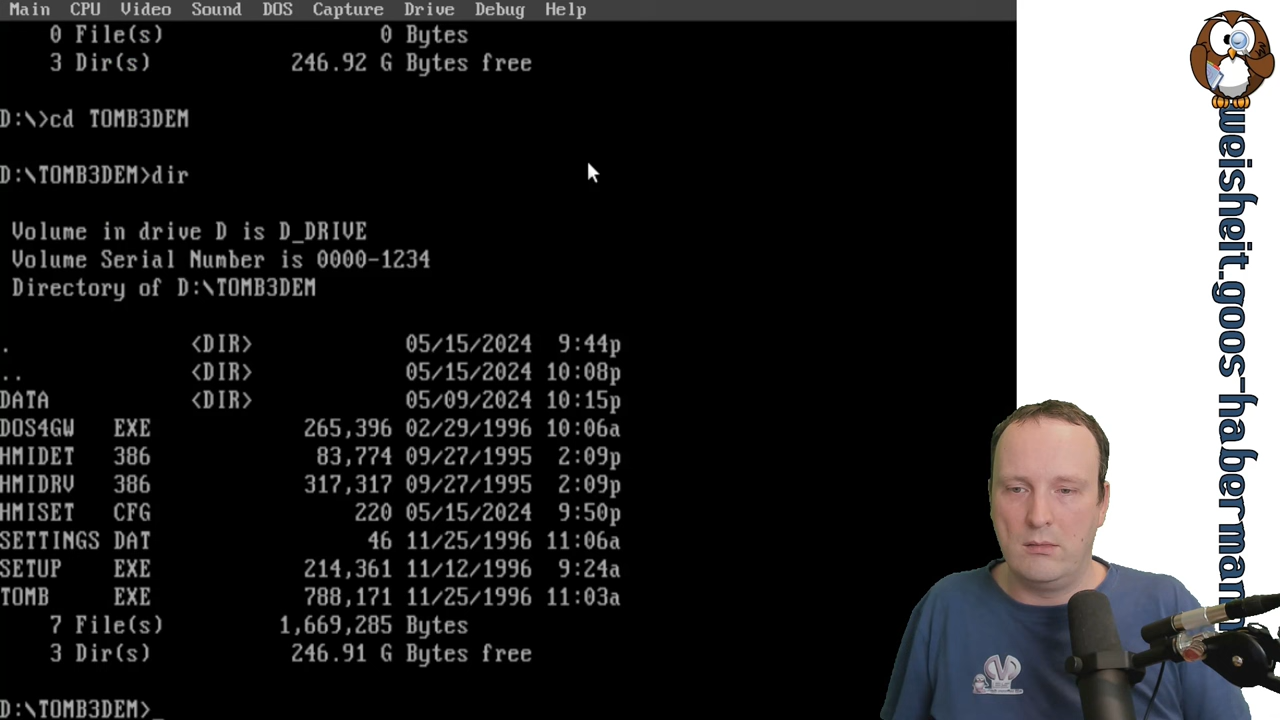 Main CPU Video Sound DOS Capture Drive Debug Help
0 File(s) 0 Bytes
3 Dir(s) 246.92 G Bytes free
D:\>cd TOMB3DEM
D:\TOMB3DEM>dir
Volume in drive D is D_DRIVE
Volume Serial Number is 0000-1234
Directory of D:\TOMB3DEM
. <DIR> 05/15/2024 9:44p
.. <DIR> 05/15/2024 10:08p
DATA <DIR> 05/09/2024 10:15p
DOS4GW EXE 265,396 02/29/1996 10:06a
HMIDET 386 83,774 09/27/1995 2:09p
HMIDRV 386 317,317 09/27/1995 2:09p
HMISET CFG 220 05/15/2024 9:50p
SETTINGS DAT 46 11/25/1996 11:06a
SETUP EXE 214,361 11/12/1996 9:24a
TOMB EXE 788,171 11/25/1996 11:03a
7 File(s) 1,669,285 Bytes
3 Dir(s) 246.91 G Bytes free
D:\TOMB3DEM>_
weisheit.goos-haberman